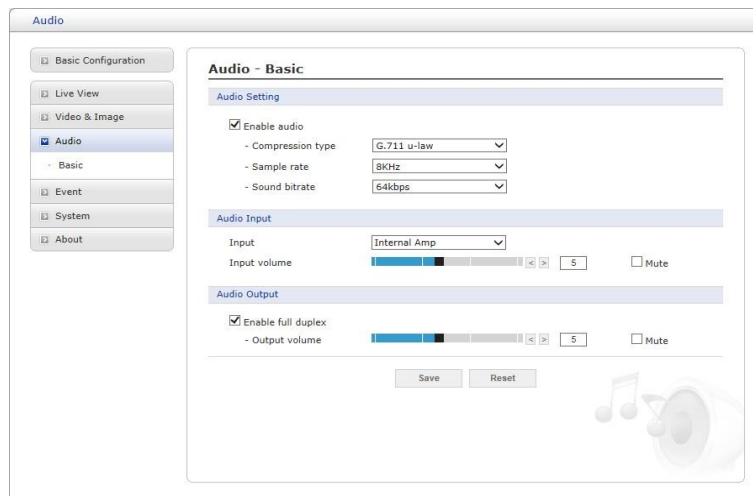 Audio
Basic Configuration
Live View
Video & Image
Audio
- Basic
Event
System
About
Audio - Basic
Audio Setting
Enable audio
- Compression type G.711 u-law
- Sample rate 8KHz
- Sound bitrate 64kbps
Audio Input
Input Internal Amp
Input volume < > 5 Mute
Audio Output
Enable full duplex
- Output volume < > 5 Mute
Save Reset